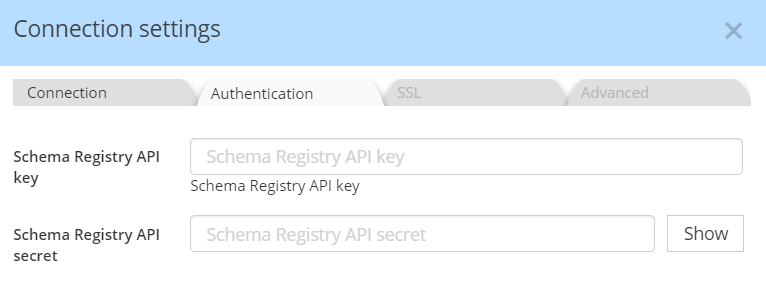 Connection settings
Connection Authentication SSL Advanced
Schema Registry API
key
Schema Registry API key
Schema Registry API key
Schema Registry API
secret
Schema Registry API secret
Show